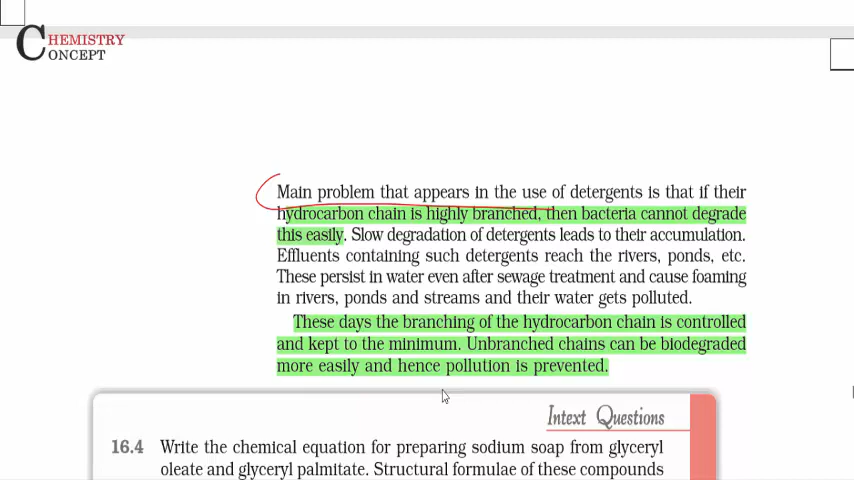 CHEMISTRY
CONCEPT
Main problem that appears in the use of detergents is that if their
hydrocarbon chain is highly branched, then bacteria cannot degrade
this easily. Slow degradation of detergents leads to their accumulation.
Effluents containing such detergents reach the rivers, ponds, etc.
These persist in water even after sewage treatment and cause foaming
in rivers, ponds and streams and their water gets polluted.
These days the branching of the hydrocarbon chain is controlled
and kept to the minimum. Unbranched chains can be biodegraded
more easily and hence pollution is prevented.
Intext Questions
16.4 Write the chemical equation for preparing sodium soap from glyceryl
oleate and glyceryl palmitate. Structural formulae of these compounds